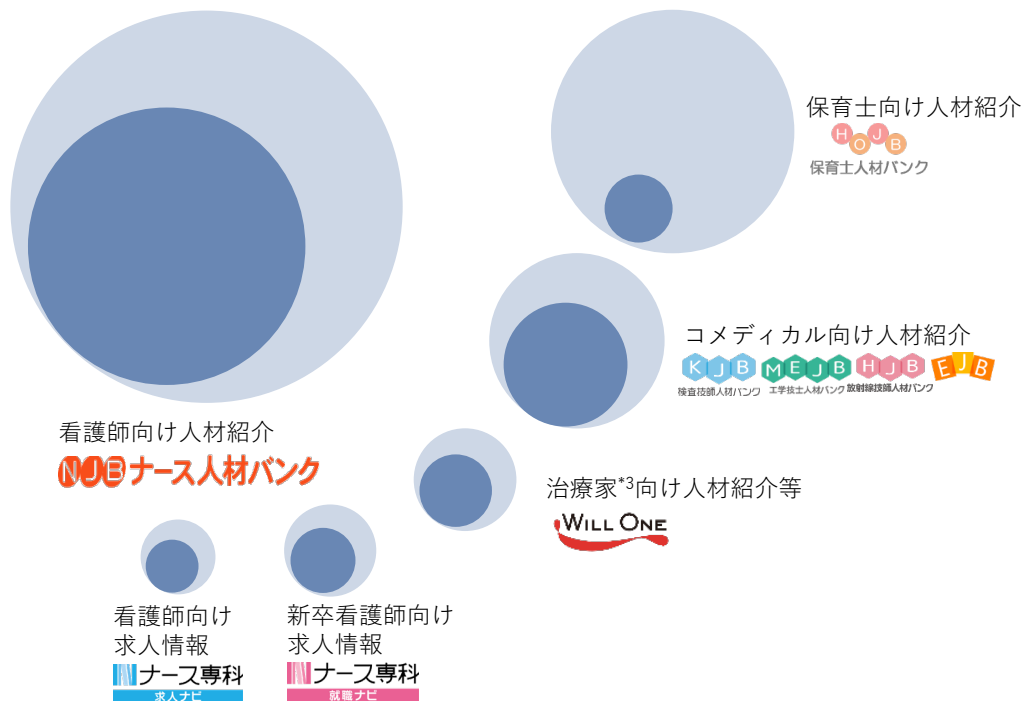 保育士向け人材紹介
HOJB
保育士人材バンク
コメディカル向け人材紹介
KJB MEJB HJB EJB
検査技師人材バンク 工学技士人材バンク 放射線技師人材バンク
看護師向け人材紹介
NJB ナース人材バンク
治療家*3向け人材紹介等
WILL ONE
看護師向け
求人情報
ナース専科
求人ナビ
新卒看護師向け
求人情報
ナース専科
就職ナビ